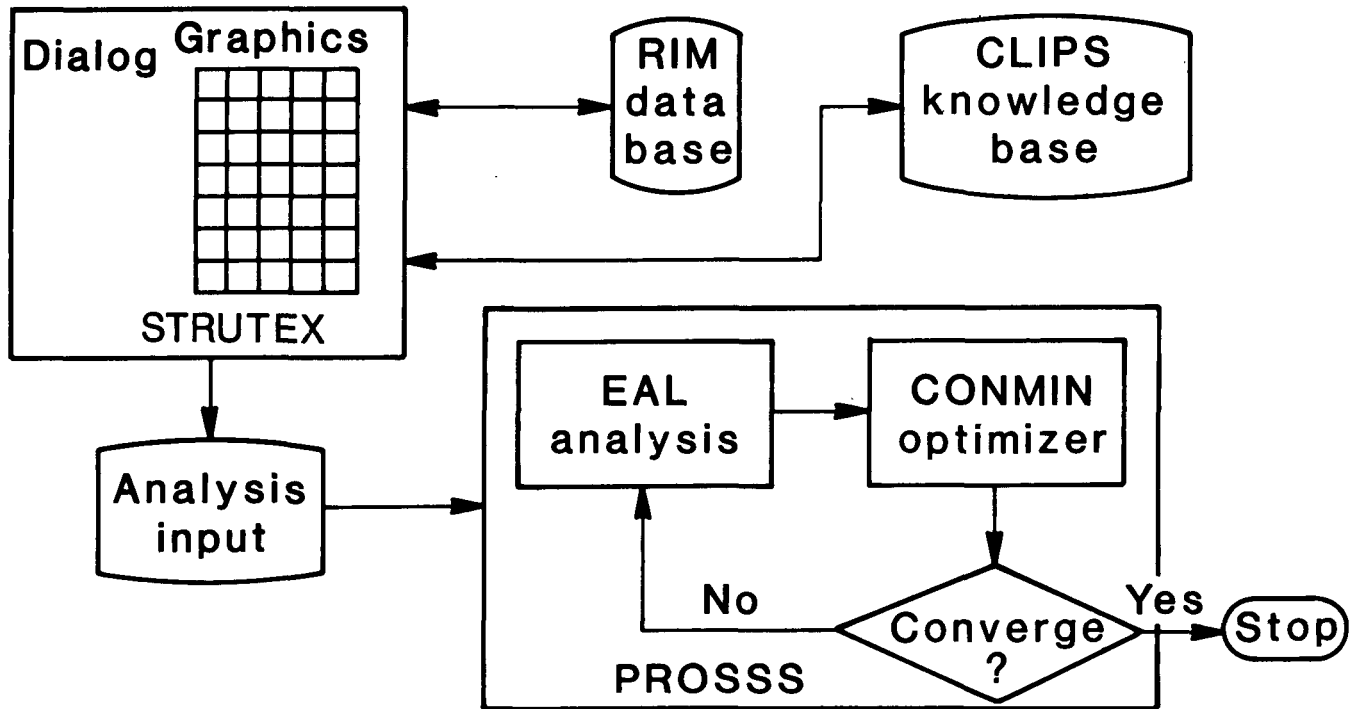 Dialog
Graphics
STRUTEX
RIM
data
base
CLIPS
knowledge
base
Analysis
input
EAL
analysis
CONMIN
optimizer
No
Converge
?
Yes
Stop
PROSSS